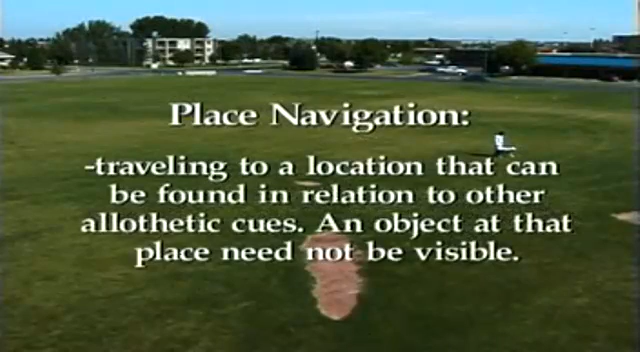 Place Navigation:
-traveling to a location that can
be found in relation to other
allothetic cues. An object at that
place need not be visible.